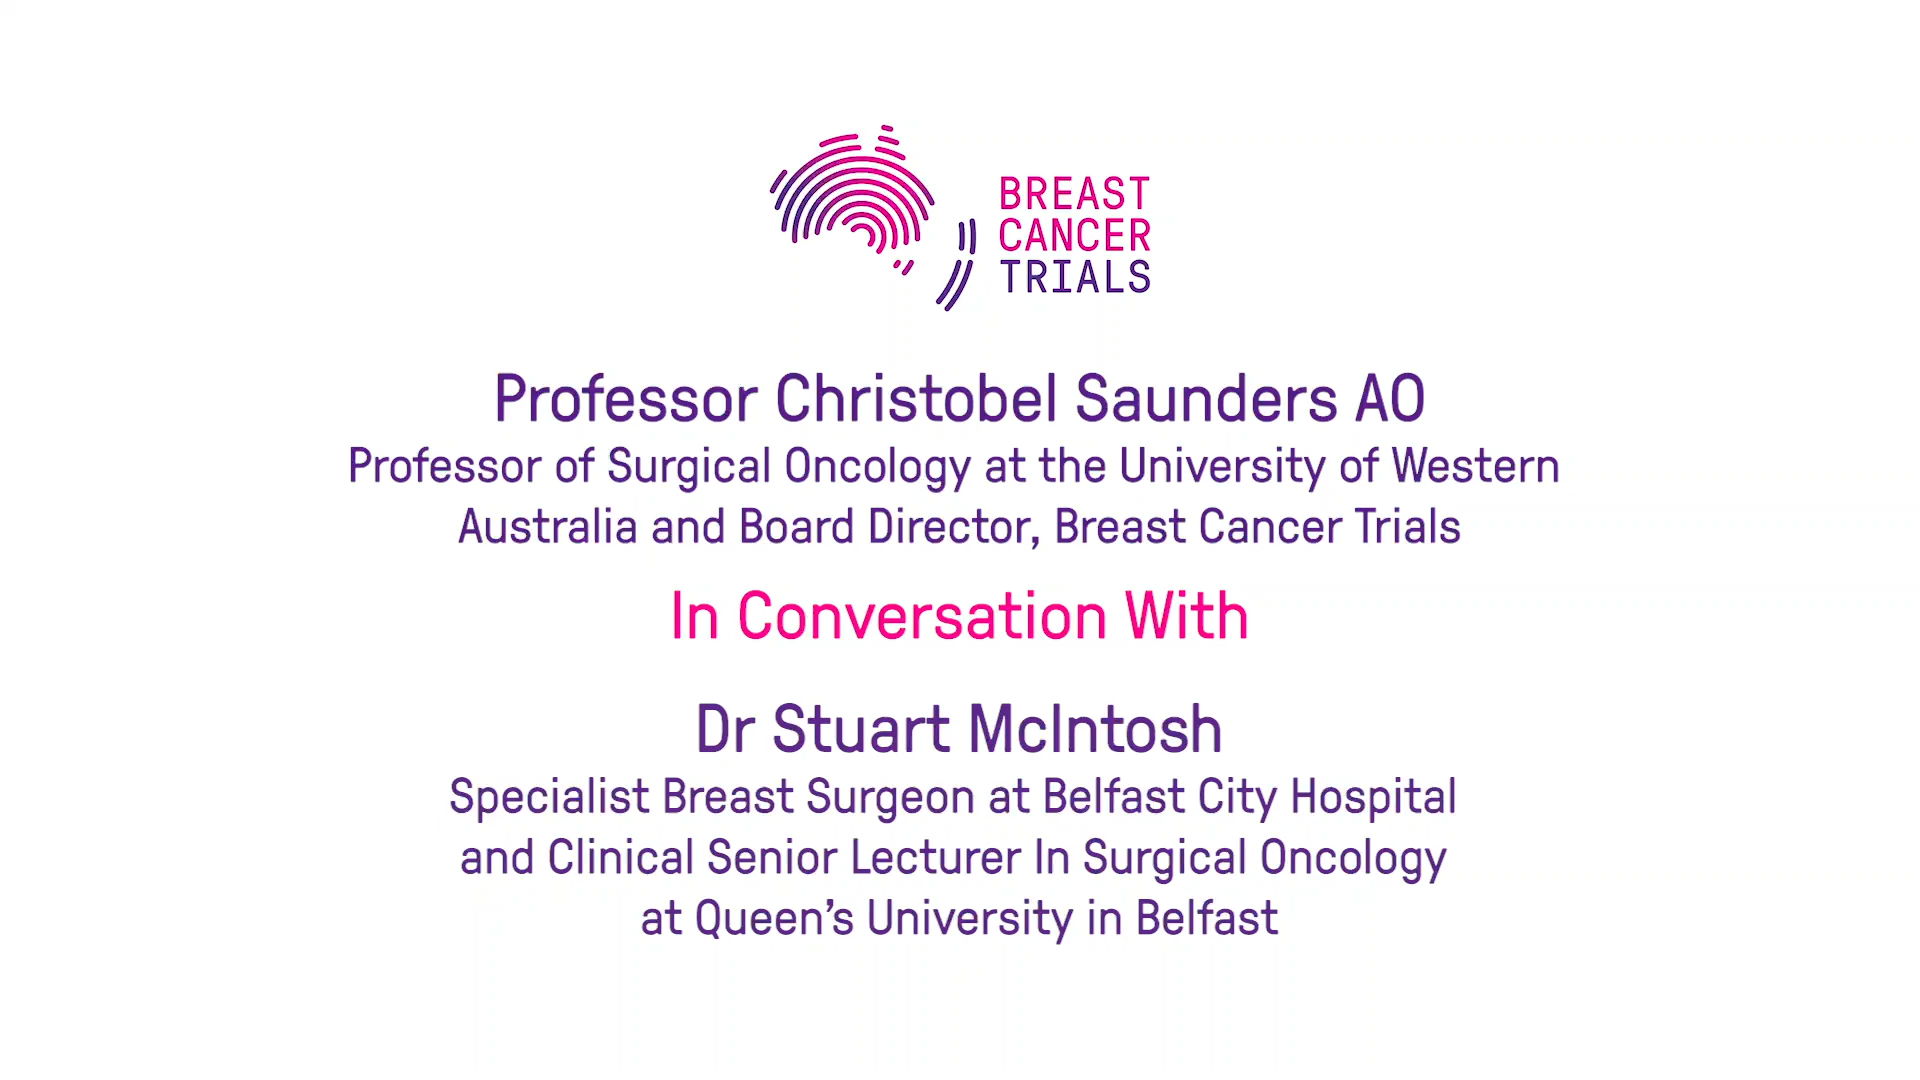 BREAST
CANCER
TRIALS
Professor Christobel Saunders AO
Professor of Surgical Oncology at the University of Western
Australia and Board Director, Breast Cancer Trials
In Conversation With
Dr Stuart McIntosh
Specialist Breast Surgeon at Belfast City Hospital
and Clinical Senior Lecturer In Surgical Oncology
at Queen’s University in Belfast